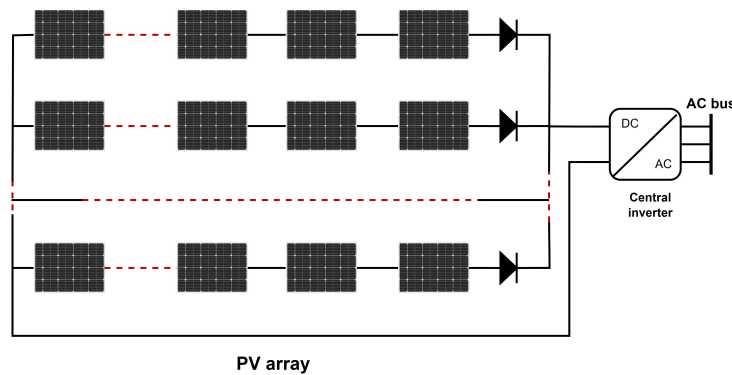 AC bus
DC
AC
Central
inverter
PV array